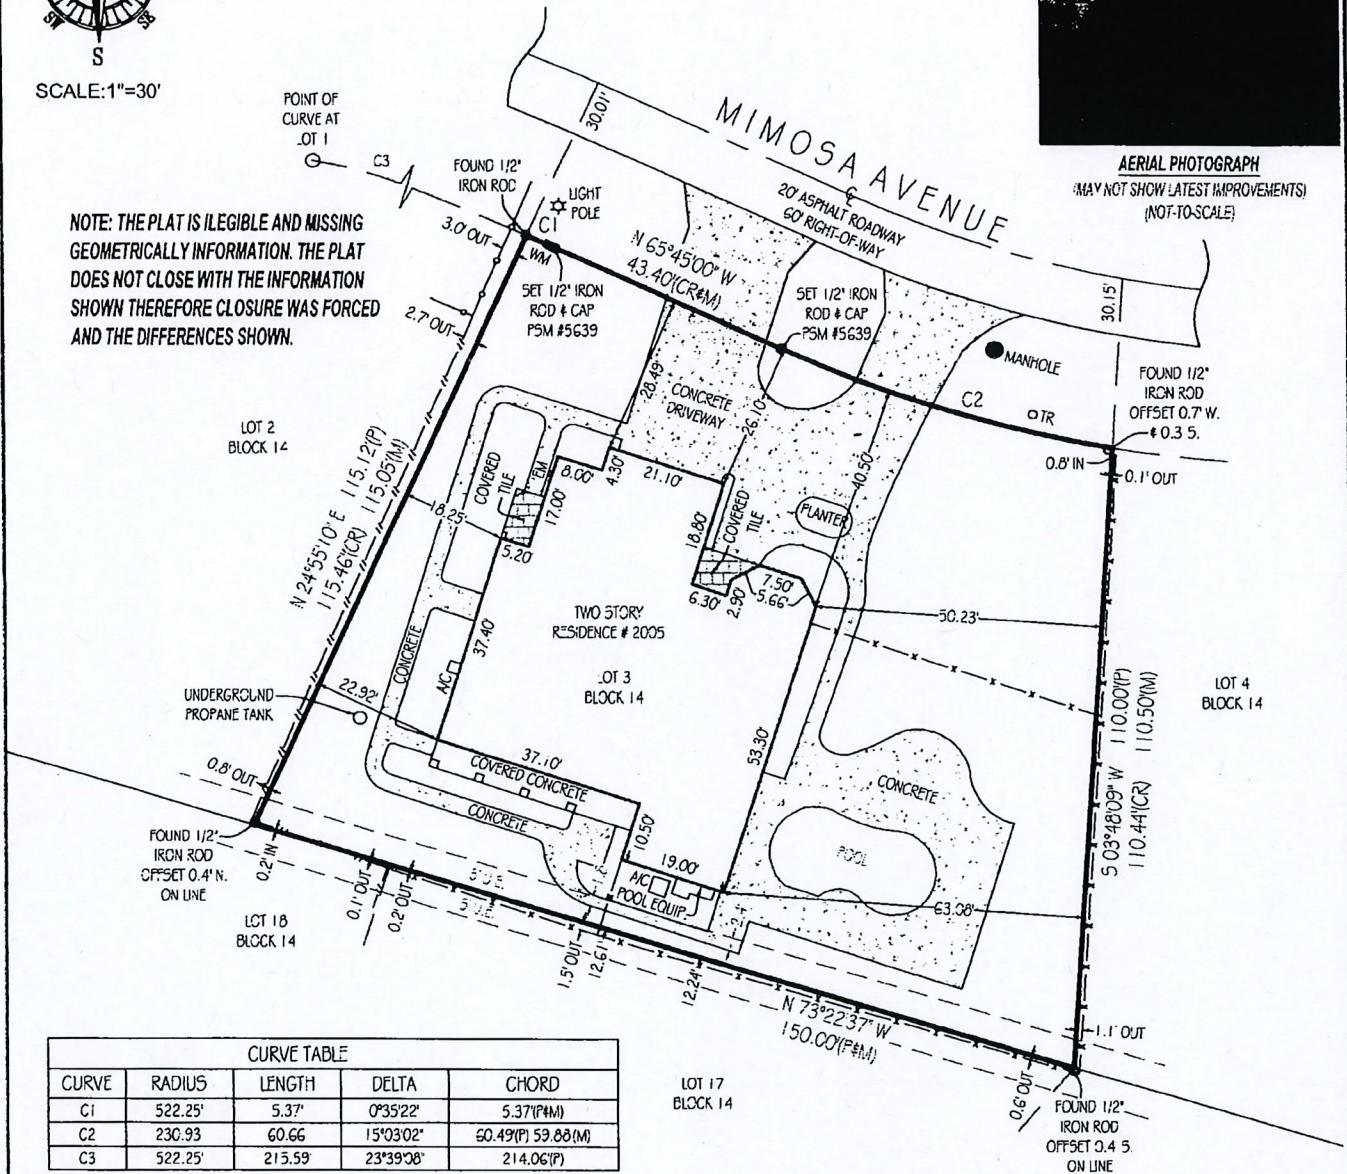 SW
SE
S
SCALE:1"=30'
POINT OF
CURVE AT
LOT 1
C3
FOUND 1/2"
IRON ROD
30.01'
MIMOSA AVENUE
℄
20' ASPHALT ROADWAY
60' RIGHT-OF-WAY
AERIAL PHOTOGRAPH
(MAY NOT SHOW LATEST IMPROVEMENTS)
(NOT-TO-SCALE)
NOTE: THE PLAT IS ILEGIBLE AND MISSING
GEOMETRICALLY INFORMATION. THE PLAT
DOES NOT CLOSE WITH THE INFORMATION
SHOWN THEREFORE CLOSURE WAS FORCED
AND THE DIFFERENCES SHOWN.
LIGHT
POLE
C1
3.0' OUT
WM
N 65°45'00" W
43.40'(CR&M)
SET 1/2" IRON
ROD & CAP
PSM #5639
SET 1/2" IRON
ROD & CAP
PSM #5639
30.15'
2.7' OUT
MANHOLE
FOUND 1/2"
IRON ROD
OFFSET 0.7' W.
& 0.3 S.
C2
TR
28.49'
CONCRETE
DRIVEWAY
26.10'
LOT 2
BLOCK 14
N 24°55'10" E 115.12'(P)
115.46'(CR) 115.05'(M)
COVERED
TILE
EM
8.00'
4.30'
21.10'
40.50'
0.8' IN
0.1' OUT
18.25'
17.00'
5.20'
18.80'
COVERED
TILE
PLANTER
6.30'
2.90'
7.50'
5.66'
50.23'
TWO STORY
RESIDENCE # 2005
LOT 3
BLOCK 14
37.40'
CONCRETE
A/C
UNDERGROUND
PROPANE TANK
22.92'
S 03°48'09" W 110.00'(P)
110.44'(CR) 110.50'(M)
LOT 4
BLOCK 14
0.8' OUT
37.10'
COVERED CONCRETE
CONCRETE
53.30'
CONCRETE
POOL
FOUND 1/2"
IRON ROD
OFFSET 0.4' N.
ON LINE
0.2' IN
0.1' OUT
0.2' OUT
5' U.E.
5' U.E.
10.50'
19.00'
A/C
POOL EQUIP.
63.08'
LOT 18
BLOCK 14
1.5' OUT
12.61'
12.24'
N 73°22'37" W
150.00'(P&M)
1.1' OUT
0.6' OUT
FOUND 1/2"
IRON ROD
OFFSET 0.4 S.
ON LINE
LOT 17
BLOCK 14
CURVE TABLE
CURVE RADIUS LENGTH DELTA CHORD
C1 522.25' 5.37' 0°35'22" 5.37'(P&M)
C2 230.93 60.66 15°03'02" 60.49'(P) 59.88(M)
C3 522.25' 215.59' 23°39'08" 214.06'(P)